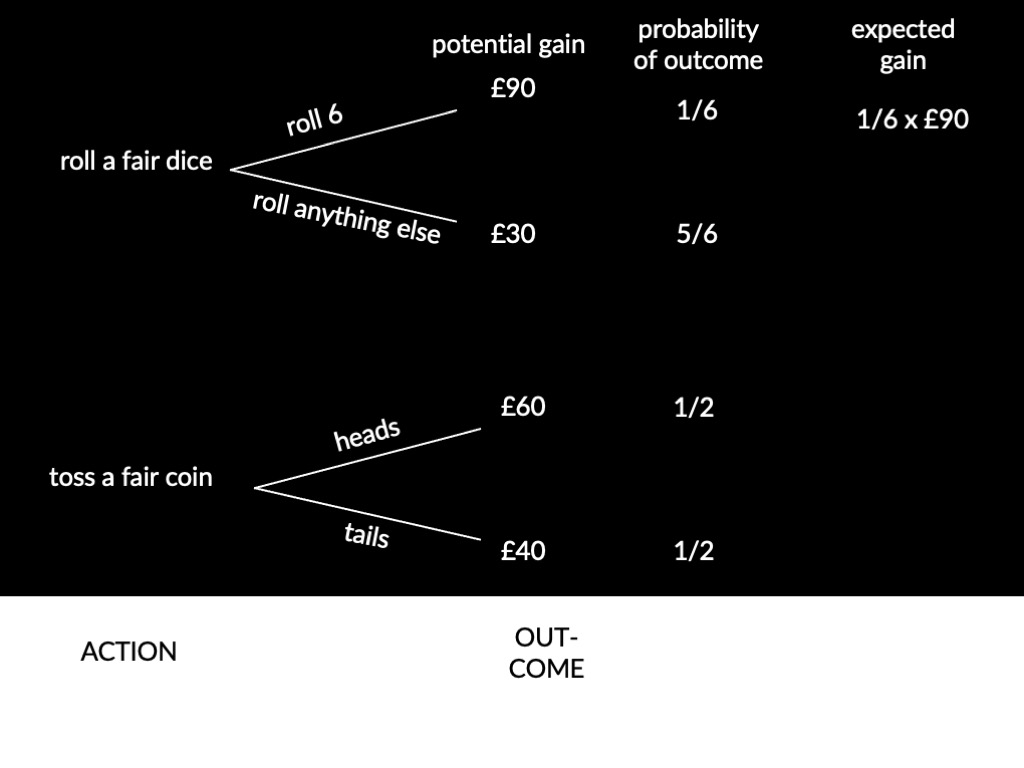 potential gain
probability
of outcome
expected
gain
£90
1/6
1/6 x £90
roll 6
roll a fair dice
roll anything else
£30
5/6
£60
1/2
heads
toss a fair coin
tails
£40
1/2
ACTION
OUT-
COME